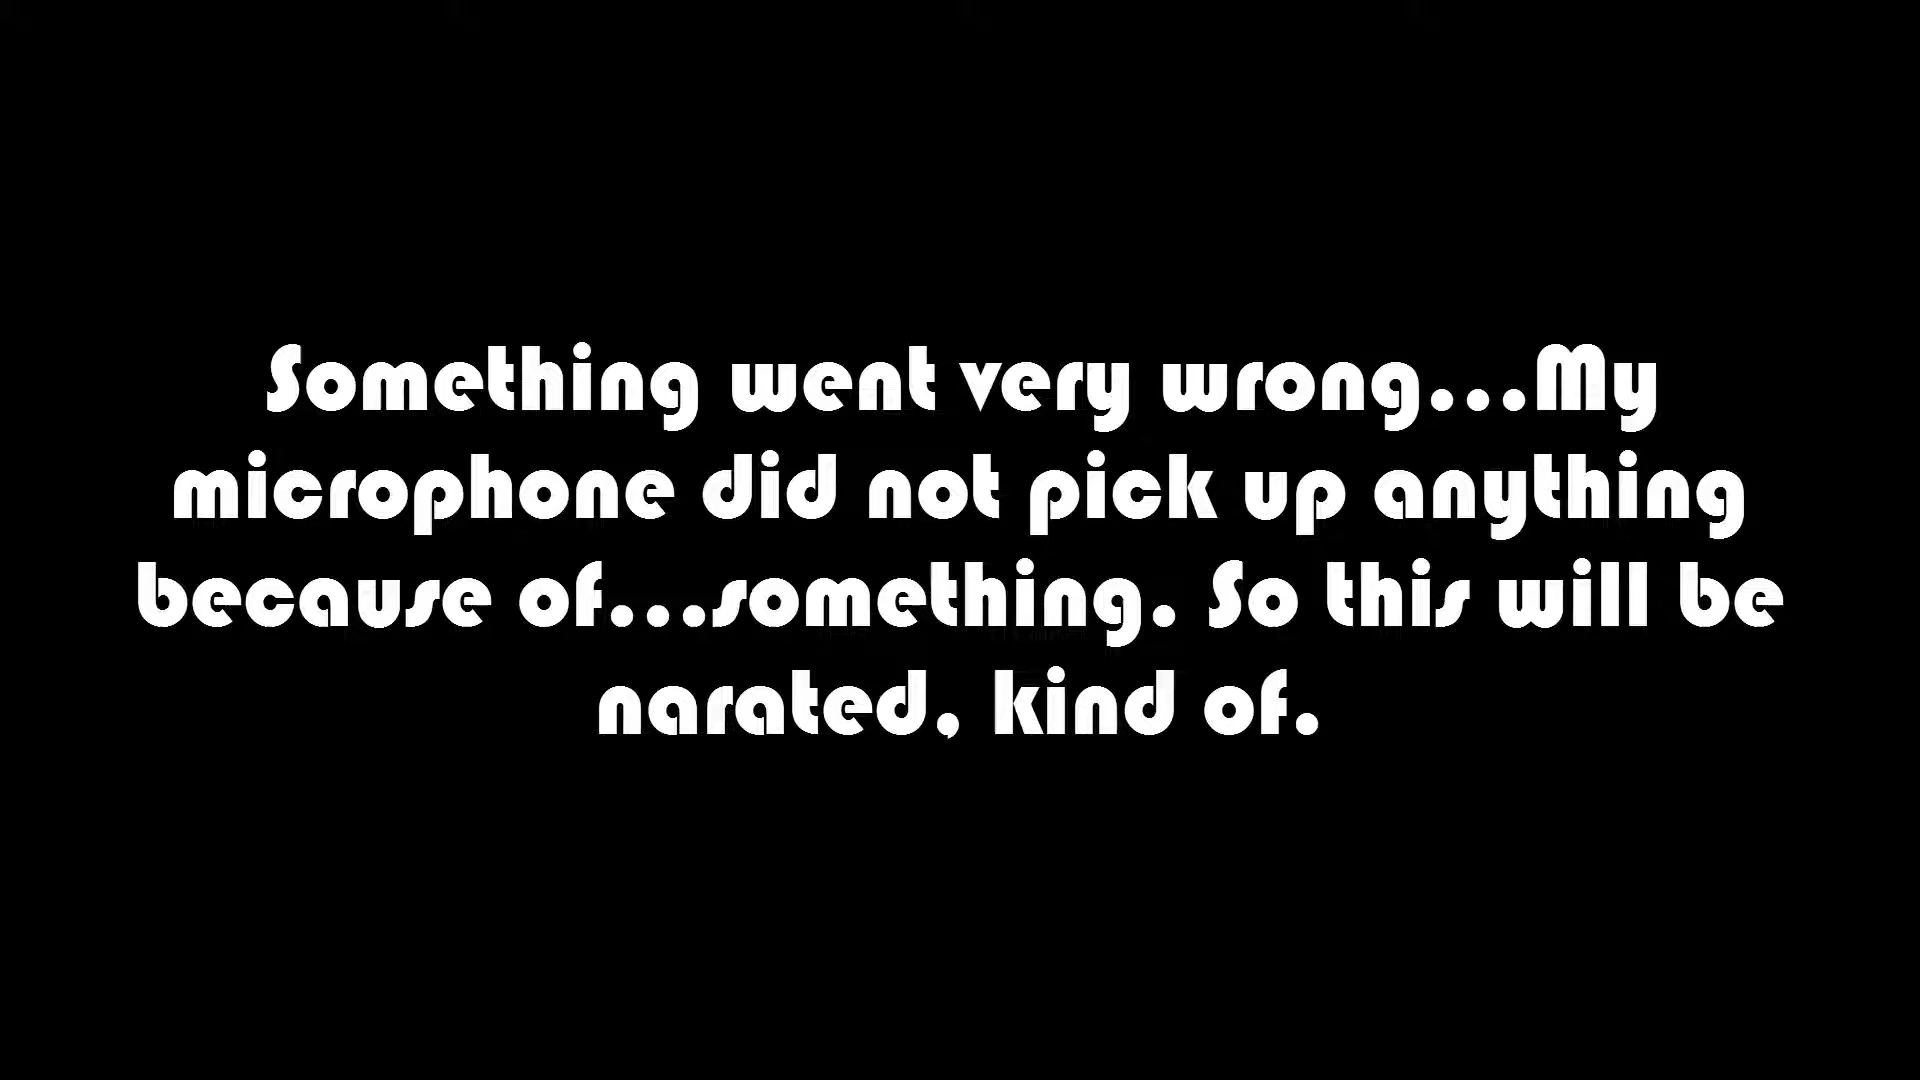 Something went very wrong...My
microphone did not pick up anything
because of...something. So this will be
narated, kind of.